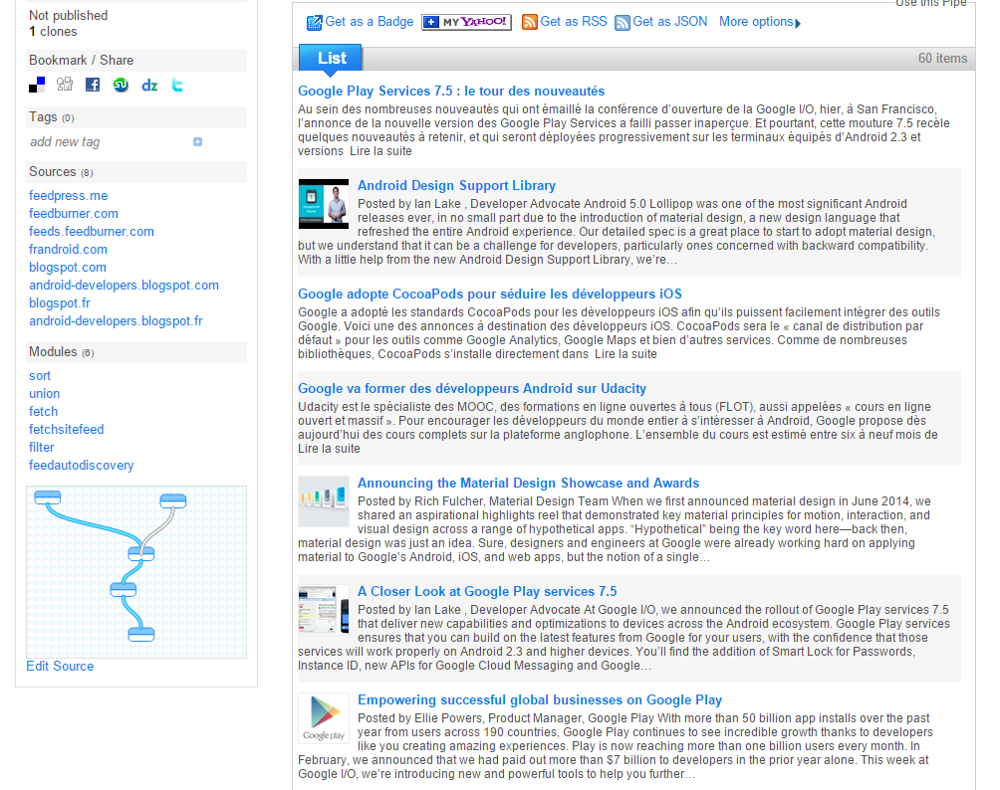 Not published
1 clones
Bookmark / Share
dz
Tags (0)
add new tag
Sources (8)
feedpress.me
feedburner.com
feeds.feedburner.com
frandroid.com
blogspot.com
android-developers.blogspot.com
blogspot.fr
android-developers.blogspot.fr
Modules (6)
sort
union
fetch
fetchsitefeed
filter
feedautodiscovery
Edit Source
Use this Pipe
Get as a Badge MY YAHOO! Get as RSS Get as JSON More options
List 60 items
Google Play Services 7.5 : le tour des nouveautés
Au sein des nombreuses nouveautés qui ont émaillé la conférence d’ouverture de la Google I/O, hier, à San Francisco,
l’annonce de la nouvelle version des Google Play Services a failli passer inaperçue. Et pourtant, cette mouture 7.5 recèle
quelques nouveautés à retenir, et qui seront déployées progressivement sur les terminaux équipés d’Android 2.3 et
versions Lire la suite
Android Design Support Library
Posted by Ian Lake , Developer Advocate Android 5.0 Lollipop was one of the most significant Android
releases ever, in no small part due to the introduction of material design, a new design language that
refreshed the entire Android experience. Our detailed spec is a great place to start to adopt material design,
but we understand that it can be a challenge for developers, particularly ones concerned with backward compatibility.
With a little help from the new Android Design Support Library, we’re…
Google adopte CocoaPods pour séduire les développeurs iOS
Google a adopté les standards CocoaPods pour les développeurs iOS afin qu’ils puissent facilement intégrer des outils
Google. Voici une des annonces à destination des développeurs iOS. CocoaPods sera le « canal de distribution par
défaut » pour les outils comme Google Analytics, Google Maps et bien d’autres services. Comme de nombreuses
bibliothèques, CocoaPods s’installe directement dans Lire la suite
Google va former des développeurs Android sur Udacity
Udacity est le spécialiste des MOOC, des formations en ligne ouvertes à tous (FLOT), aussi appelées « cours en ligne
ouvert et massif ». Pour encourager les développeurs du monde entier à s’intéresser à Android, Google propose dès
aujourd’hui des cours complets sur la plateforme anglophone. L’ensemble du cours est estimé entre six à neuf mois de
Lire la suite
Announcing the Material Design Showcase and Awards
Posted by Rich Fulcher, Material Design Team When we first announced material design in June 2014, we
shared an aspirational highlights reel that demonstrated key material principles for motion, interaction, and
visual design across a range of hypothetical apps. “Hypothetical” being the key word here—back then,
material design was just an idea. Sure, designers and engineers at Google were already working hard on applying
material to Google’s Android, iOS, and web apps, but the notion of a single…
A Closer Look at Google Play services 7.5
Posted by Ian Lake , Developer Advocate At Google I/O, we announced the rollout of Google Play services 7.5
that deliver new capabilities and optimizations to devices across the Android ecosystem. Google Play services
ensures that you can build on the latest features from Google for your users, with the confidence that those
services will work properly on Android 2.3 and higher devices. You’ll find the addition of Smart Lock for Passwords,
Instance ID, new APIs for Google Cloud Messaging and Google…
Empowering successful global businesses on Google Play
Google play
Posted by Ellie Powers, Product Manager, Google Play With more than 50 billion app installs over the past
year from users across 190 countries, Google Play continues to see incredible growth thanks to developers
like you creating amazing experiences. Play is now reaching more than one billion users every month. In
February, we announced that we had paid out more than $7 billion to developers in the prior year alone. This week at
Google I/O, we’re introducing new and powerful tools to help you further…